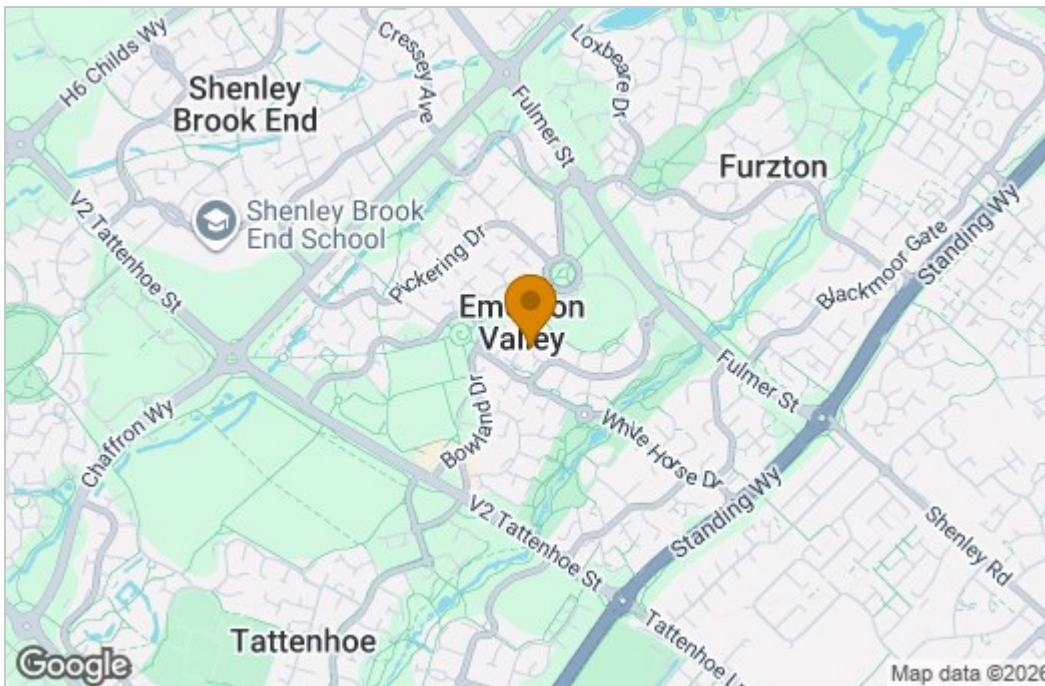 H6 Childs Wy
Cressey Ave
Loxbeare Dr
Shenley
Brook End
Fulmer St
Furzton
V2 Tattenhoe St
Shenley Brook
End School
Pickering Dr
Blackmoor Gate
Standing Wy
Valley
Fulmer St
Bowland Dr
Chaffron Wy
White Horse Dr
Standing Wy
V2 Tattenhoe St
Shenley Rd
Tattenhoe
Tattenhoe
Google
Map data ©2026